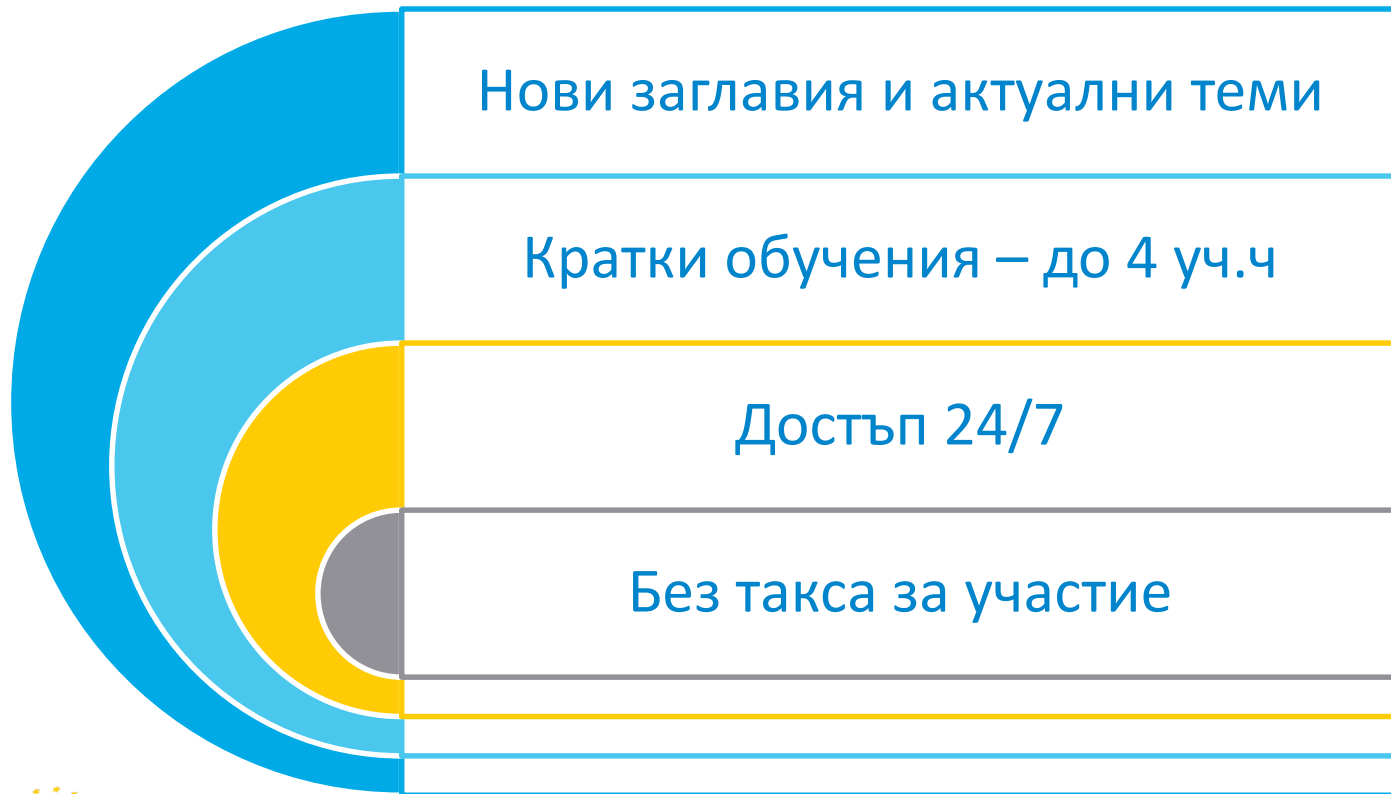 Нови заглавия и актуални теми
Кратки обучения – до 4 уч.ч
Достъп 24/7
Без такса за участие